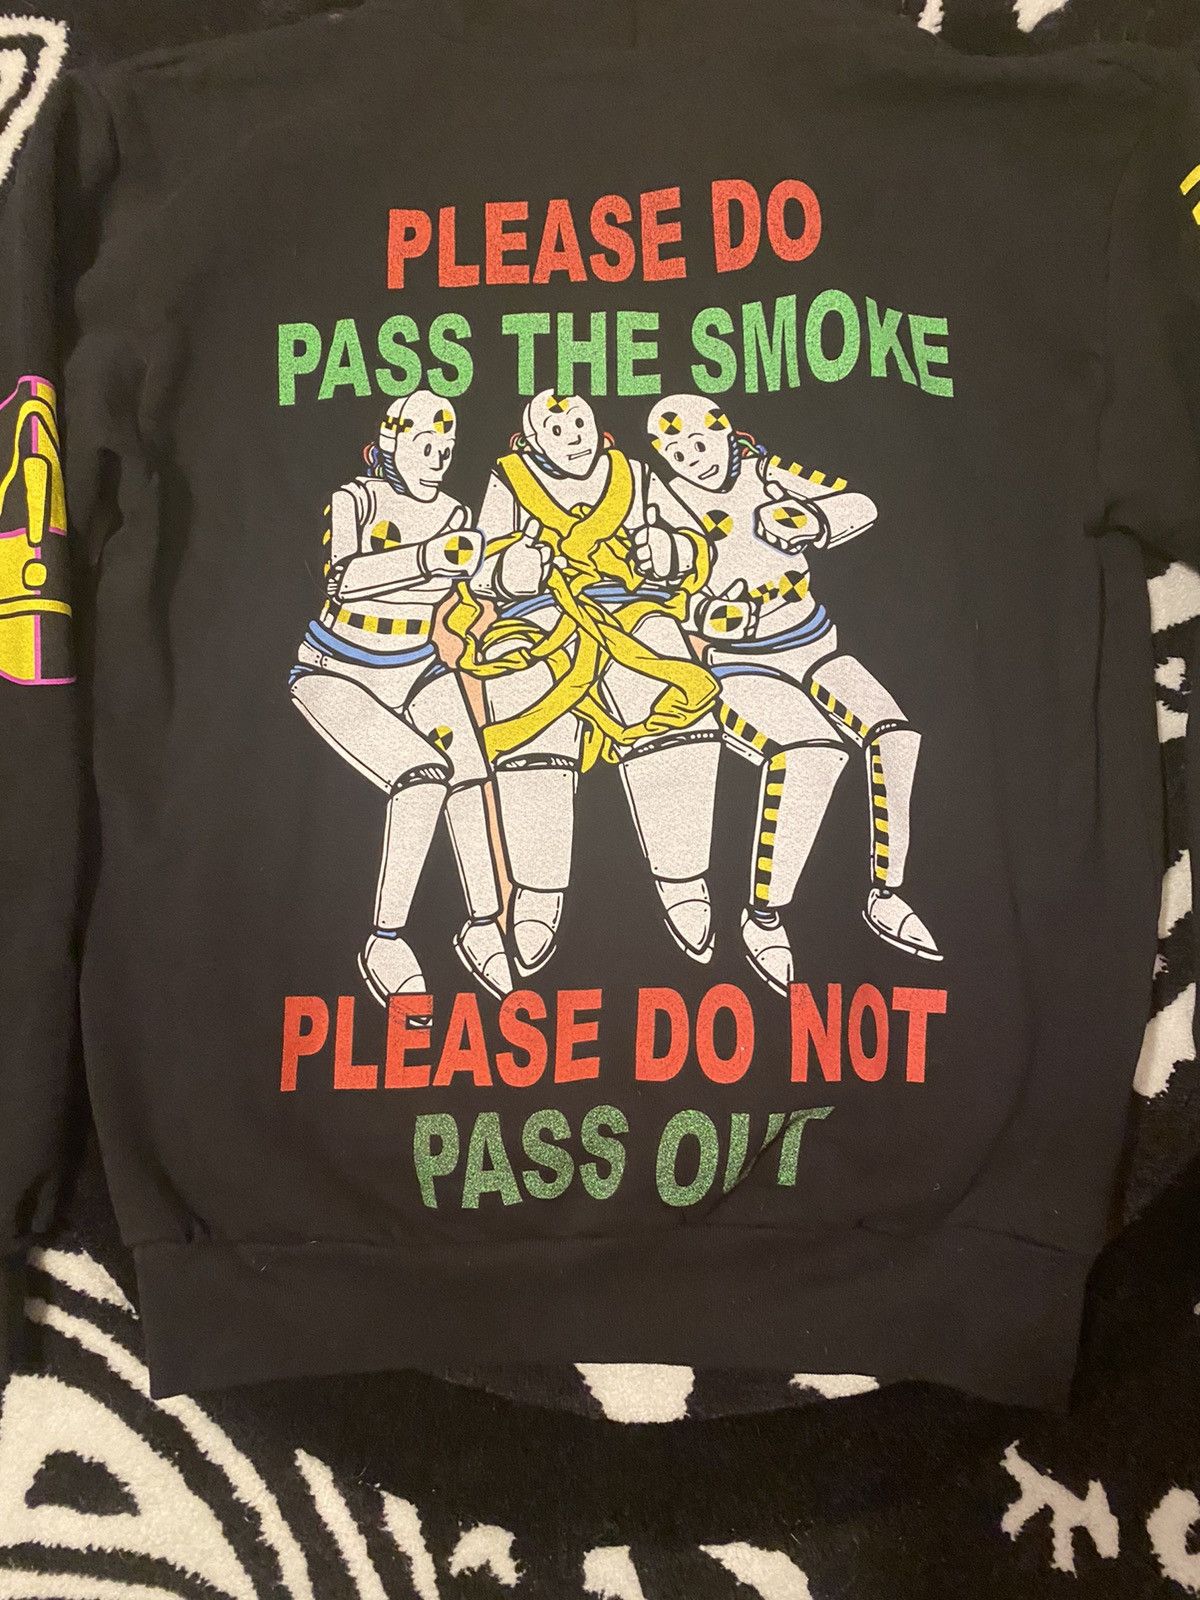 PLEASE DO
PASS THE SMOKE
PLEASE DO NOT
PASS OUT